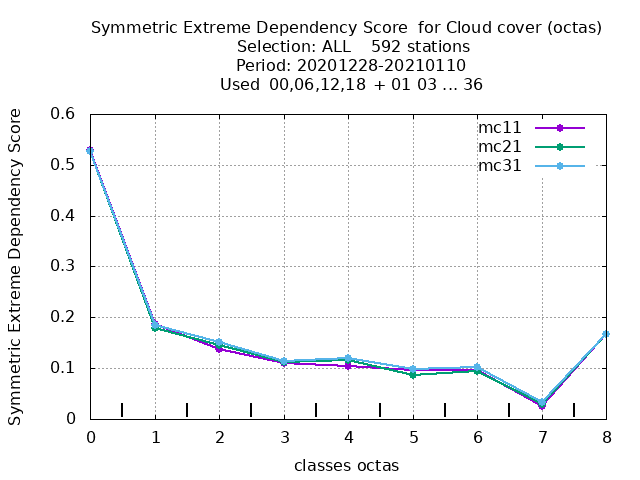 Symmetric Extreme Dependency Score  for Cloud cover (octas)
Selection: ALL    592 stations
Period: 20201228-20210110
Used  00,06,12,18  + 01 03 ... 36
Symmetric Extreme Dependency Score
0.6
0.5
0.4
0.3
0.2
0.1
0
mc11
mc21
mc31
0 1 2 3 4 5 6 7 8
classes octas